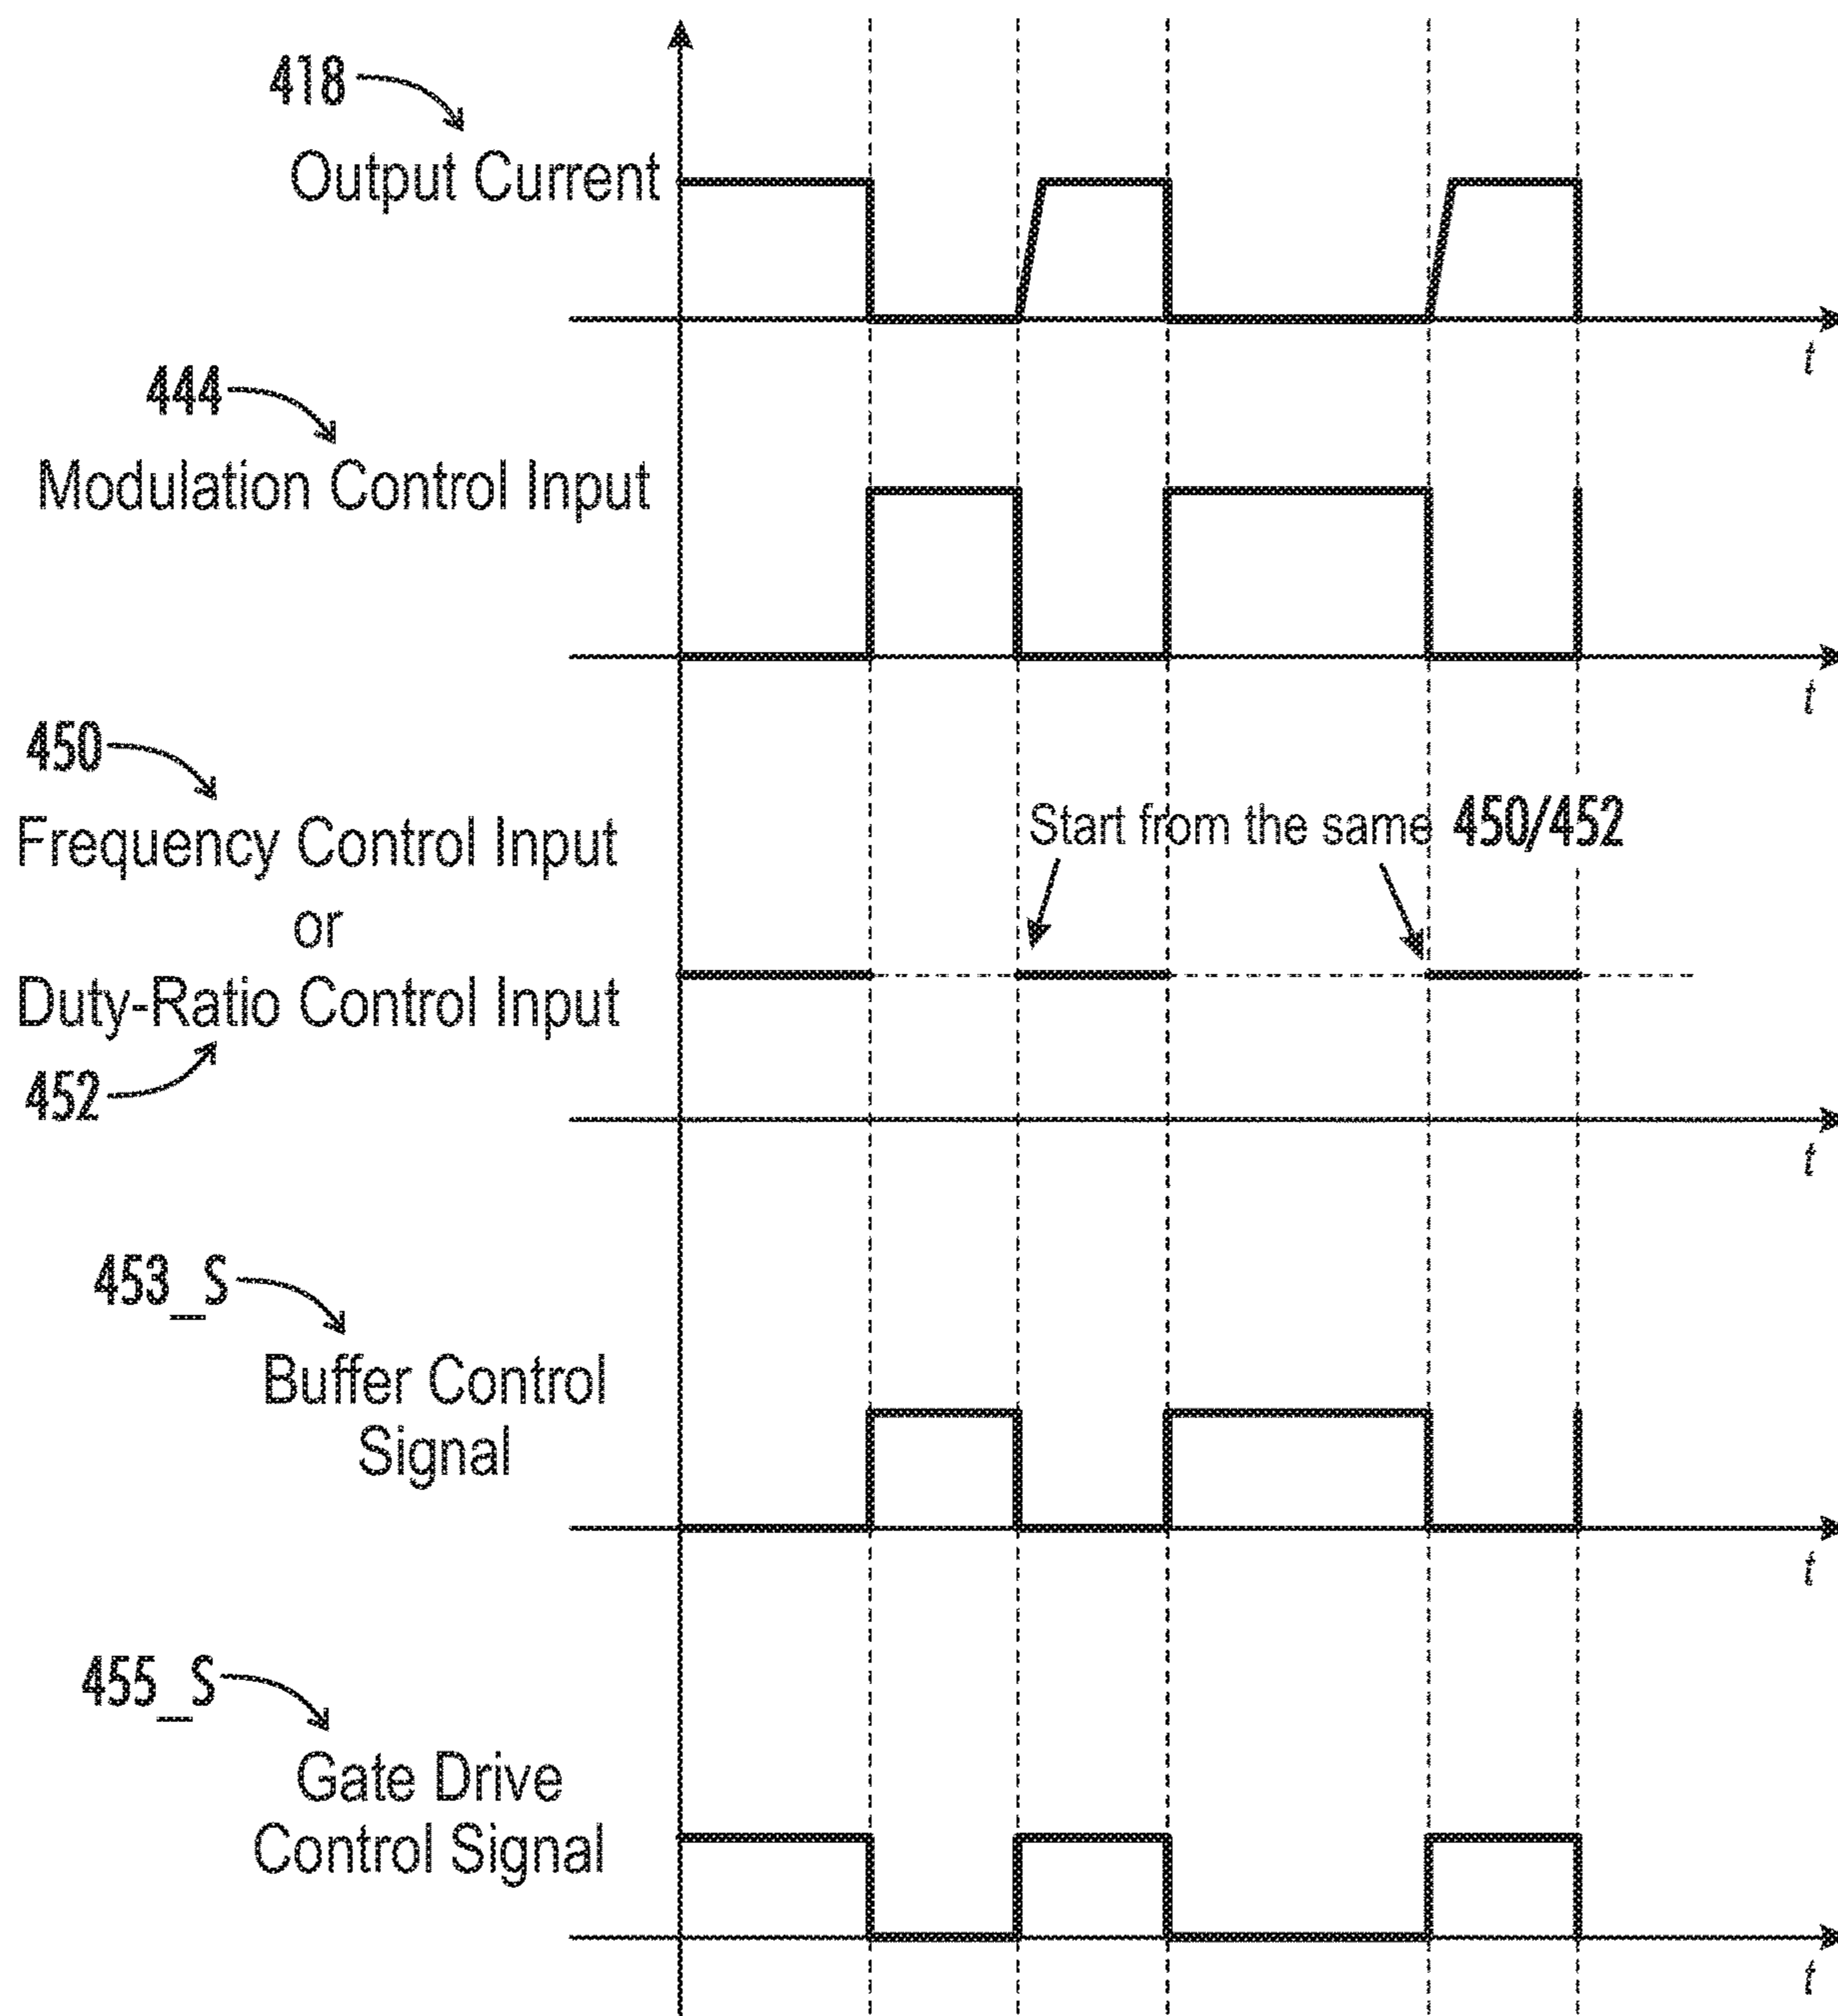 418
Output Current
t
444
Modulation Control Input
t
450
Frequency Control Input
or
Duty-Ratio Control Input
452
Start from the same 450/452
t
453_S
Buffer Control
Signal
t
455_S
Gate Drive
Control Signal
t